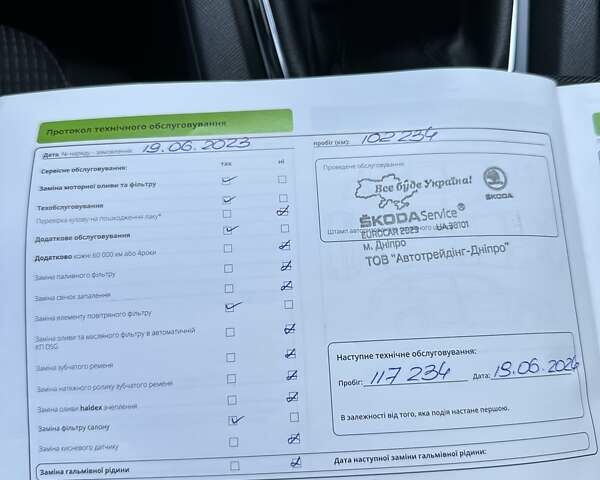 Протокол технічного обслуговування
Дата, № наряду - замовлення: 19.06.2023 пробіг (км): 102 234
Сервісне обслуговування: так ні
Заміна моторної оливи та фільтру
Техобслуговування
Перевірка кузову на пошкодження лаку*
Додаткове обслуговування
Додатково кожні 60 000 км або 4роки
Заміна паливного фільтру
Заміна свічок запалення
Заміна елементу повітряного фільтру
Заміна оливи та масляного фільтру в автоматичній
КП DSG
Заміна зубчатого ременя
Заміна натяжного ролику зубчатого ременя
Заміна оливи haldex зчеплення
Заміна фільтру салону
Заміна кисневого датчику
Заміна гальмівної рідини
Проведене обслуговування:
Все буде Україна!
ŠKODA
ŠKODA Service®
EUROCAR 2023 UA 38101
Штамп
м. Дніпро
ТОВ "Автотрейдінг-Дніпро"
Наступне технічне обслуговування:
Пробіг: 117 234 Дата: 19.06.2024
В залежності від того, яка подія настане першою.
Дата наступної заміни гальмівної рідини: